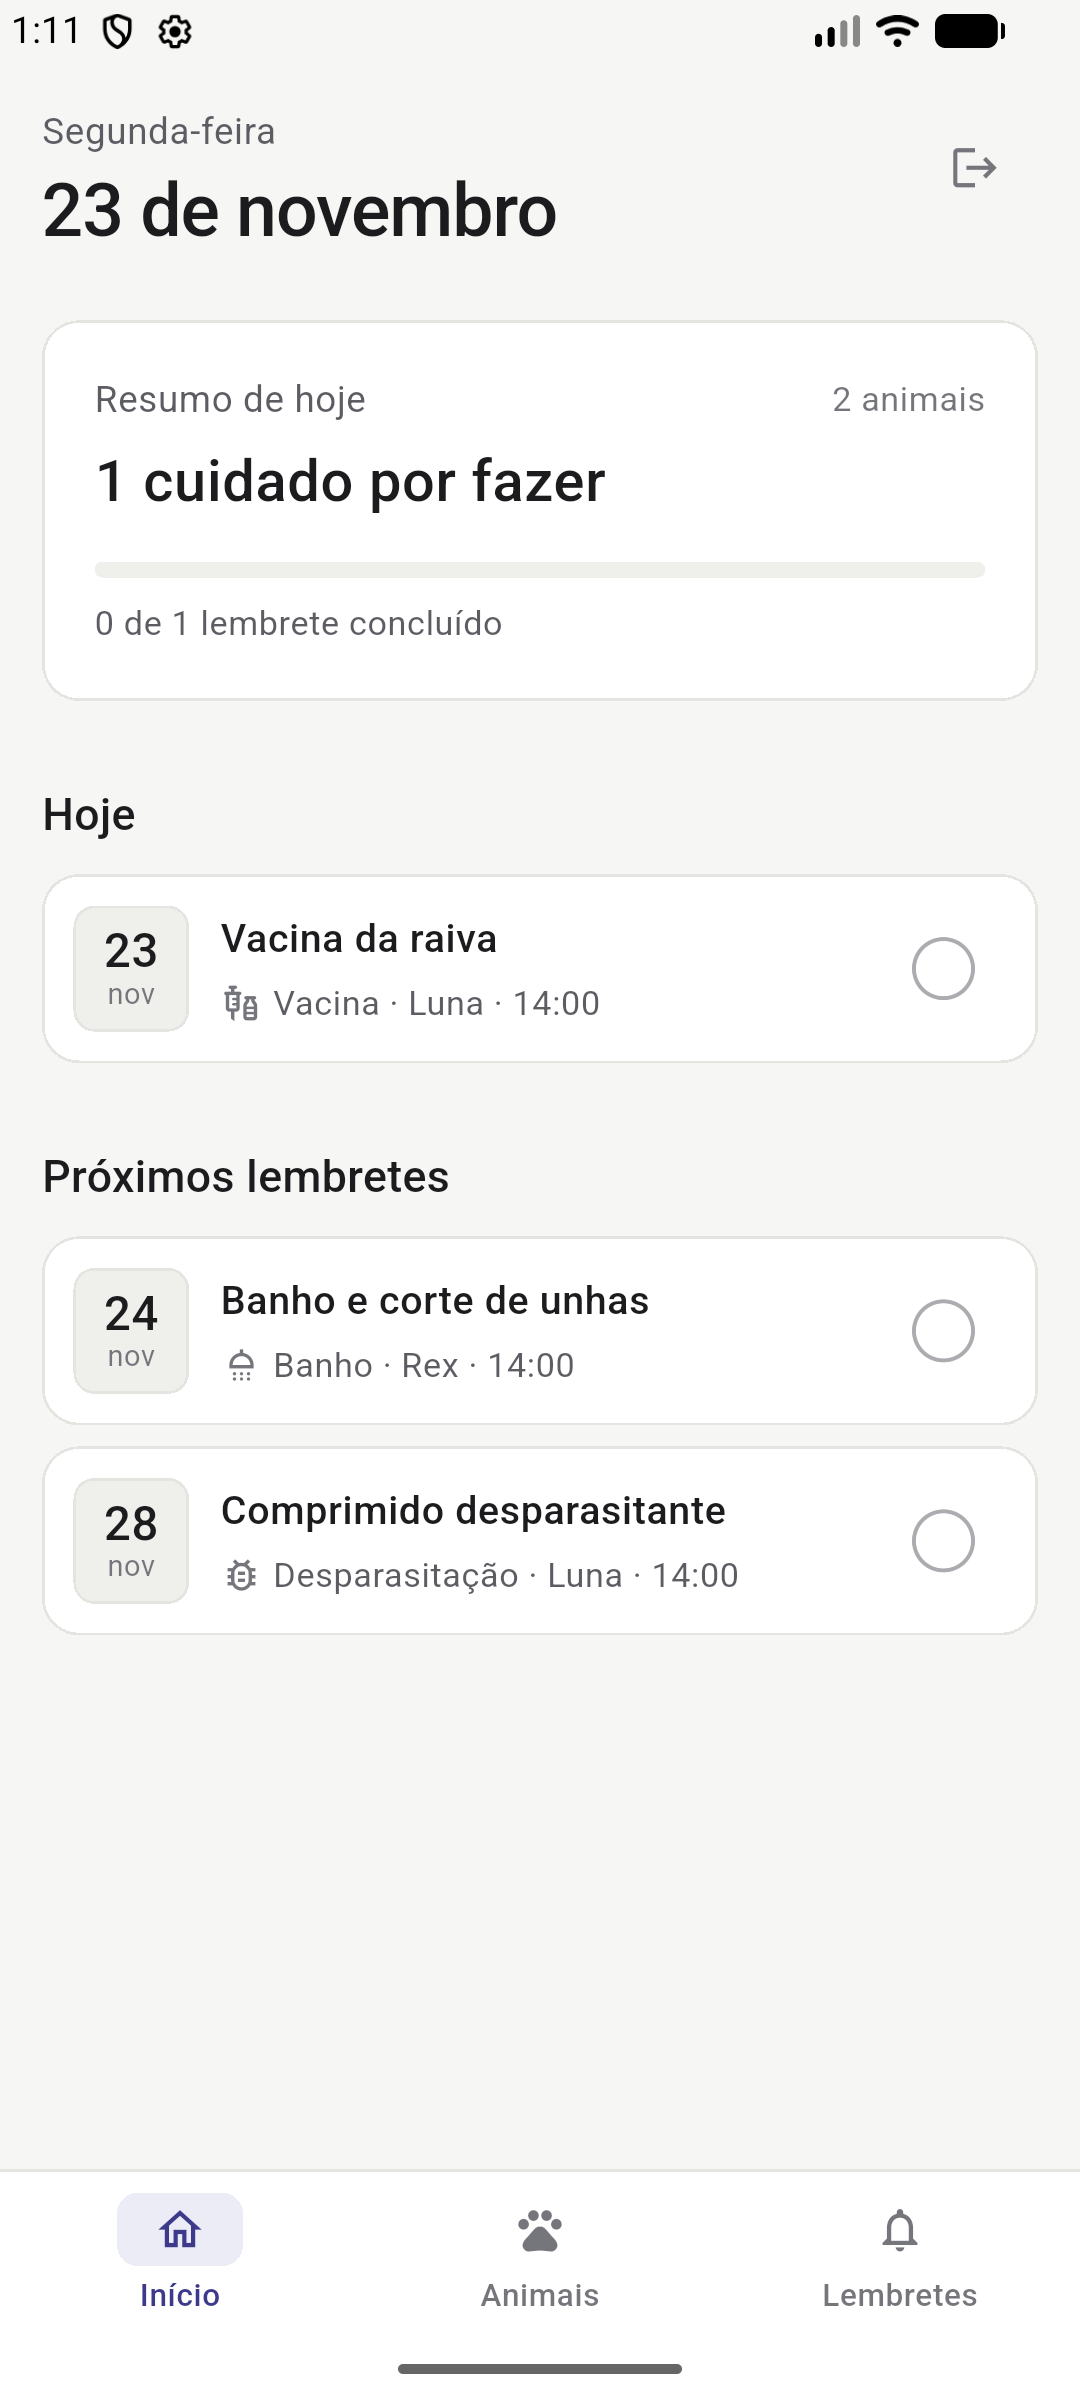 1:11
Segunda-feira
23 de novembro
Resumo de hoje
2 animais
1 cuidado por fazer
0 de 1 lembrete concluído
Hoje
23
nov
Vacina da raiva
Vacina · Luna · 14:00
Próximos lembretes
24
nov
Banho e corte de unhas
Banho · Rex · 14:00
28
nov
Comprimido desparasitante
Desparasitação · Luna · 14:00
Início
Animais
Lembretes